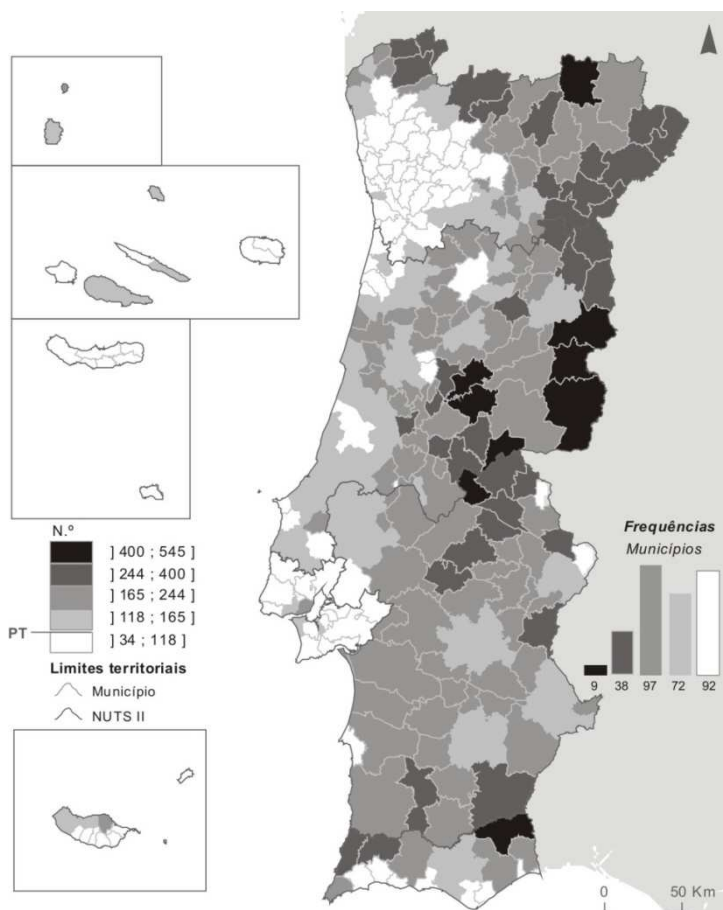 N.º
] 400 ; 545 ]
] 244 ; 400 ]
] 165 ; 244 ]
] 118 ; 165 ]
PT
] 34 ; 118 ]
Limites territoriais
Município
NUTS II
Frequências
Municípios
9 38 97 72 92
0 50 Km